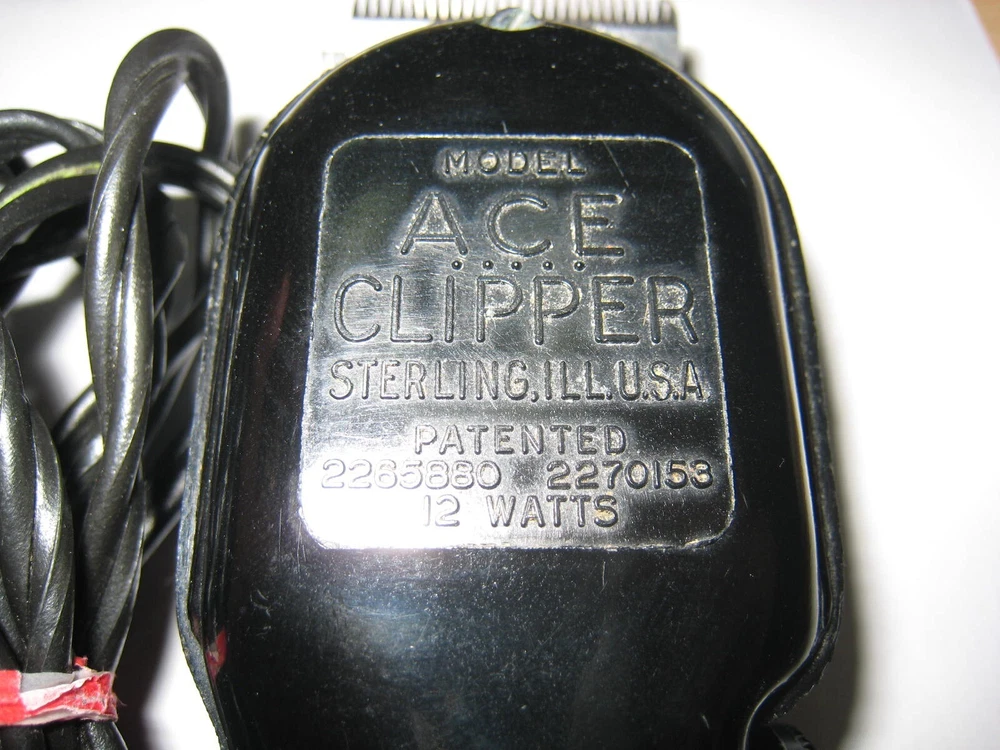 MODEL
ACE
CLIPPER
STERLING, ILL. U.S.A
PATENTED
2265880 2270153
12 WATTS